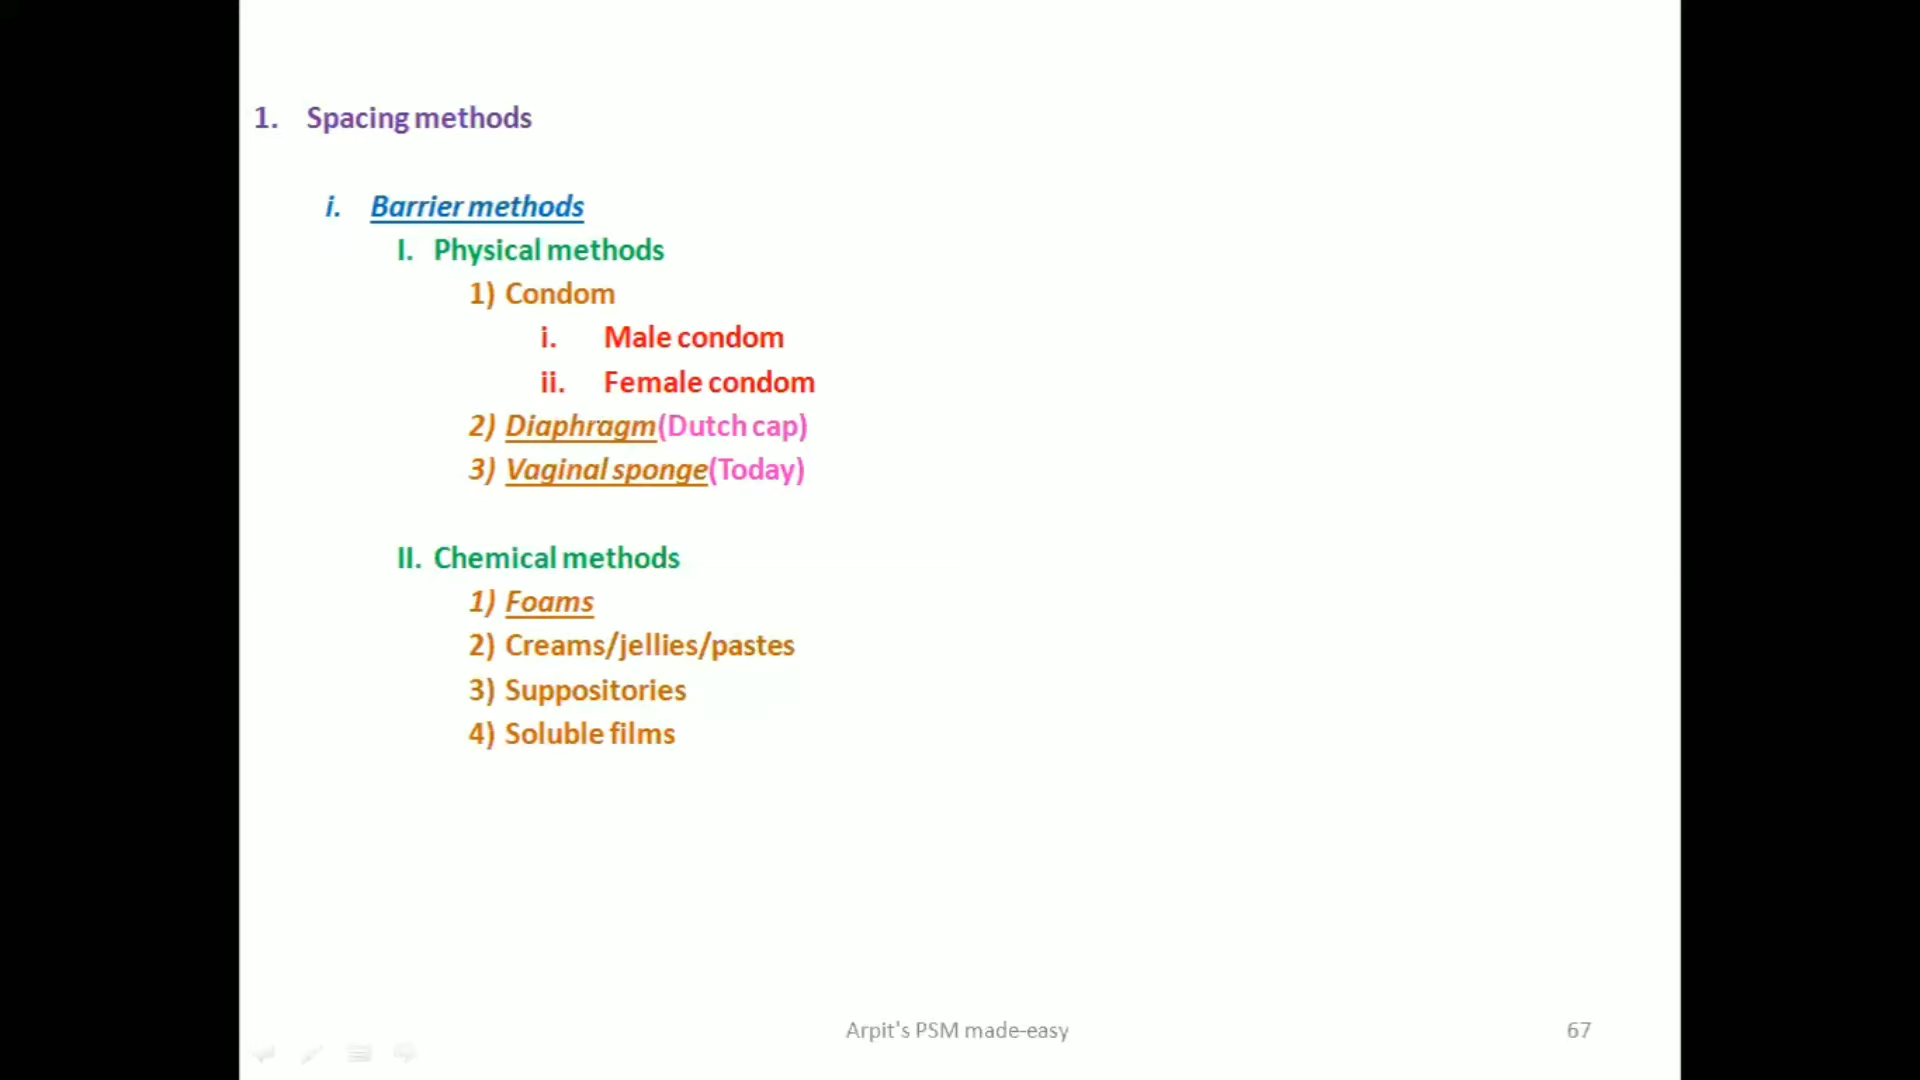 1. Spacing methods
i. Barrier methods
I. Physical methods
1) Condom
i. Male condom
ii. Female condom
2) Diaphragm(Dutch cap)
3) Vaginal sponge(Today)
II. Chemical methods
1) Foams
2) Creams/jellies/pastes
3) Suppositories
4) Soluble films
Arpit's PSM made-easy
67